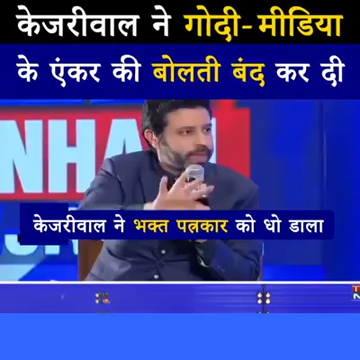 केजरीवाल ने गोदी-मीडिया
के एंकर की बोलती बंद कर दी
केजरीवाल ने भक्त पत्रकार को धो डाला